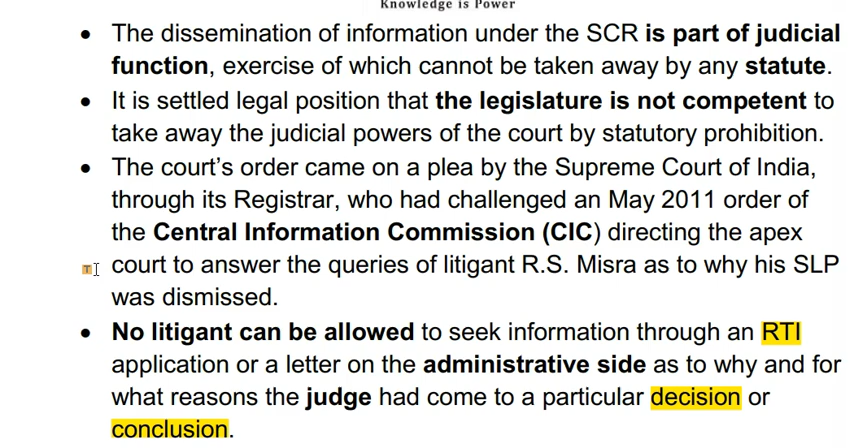 Knowledge is Power
• The dissemination of information under the SCR is part of judicial
function, exercise of which cannot be taken away by any statute.
• It is settled legal position that the legislature is not competent to
take away the judicial powers of the court by statutory prohibition.
• The court's order came on a plea by the Supreme Court of India,
through its Registrar, who had challenged an May 2011 order of
the Central Information Commission (CIC) directing the apex
court to answer the queries of litigant R.S. Misra as to why his SLP
was dismissed.
• No litigant can be allowed to seek information through an RTI
application or a letter on the administrative side as to why and for
what reasons the judge had come to a particular decision or
conclusion.